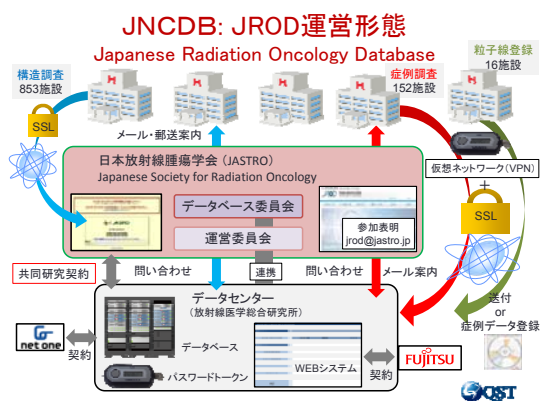 JNCDB: JROD運営形態
Japanese Radiation Oncology Database
構造調査
853施設
症例調査
152施設
粒子線登録
16施設
SSL
メール・郵送案内
仮想ネットワーク(VPN)
+
SSL
日本放射線腫瘍学会（JASTRO）
Japanese Society for Radiation Oncology
データベース委員会
運営委員会
参加表明
jrod@jastro.jp
共同研究契約
問い合わせ
連携
問い合わせ
メール案内
データセンター
（放射線医学総合研究所）
送付
or
症例データ登録
net one
契約
データベース
パスワードトークン
WEBシステム
契約
FUJITSU
QST